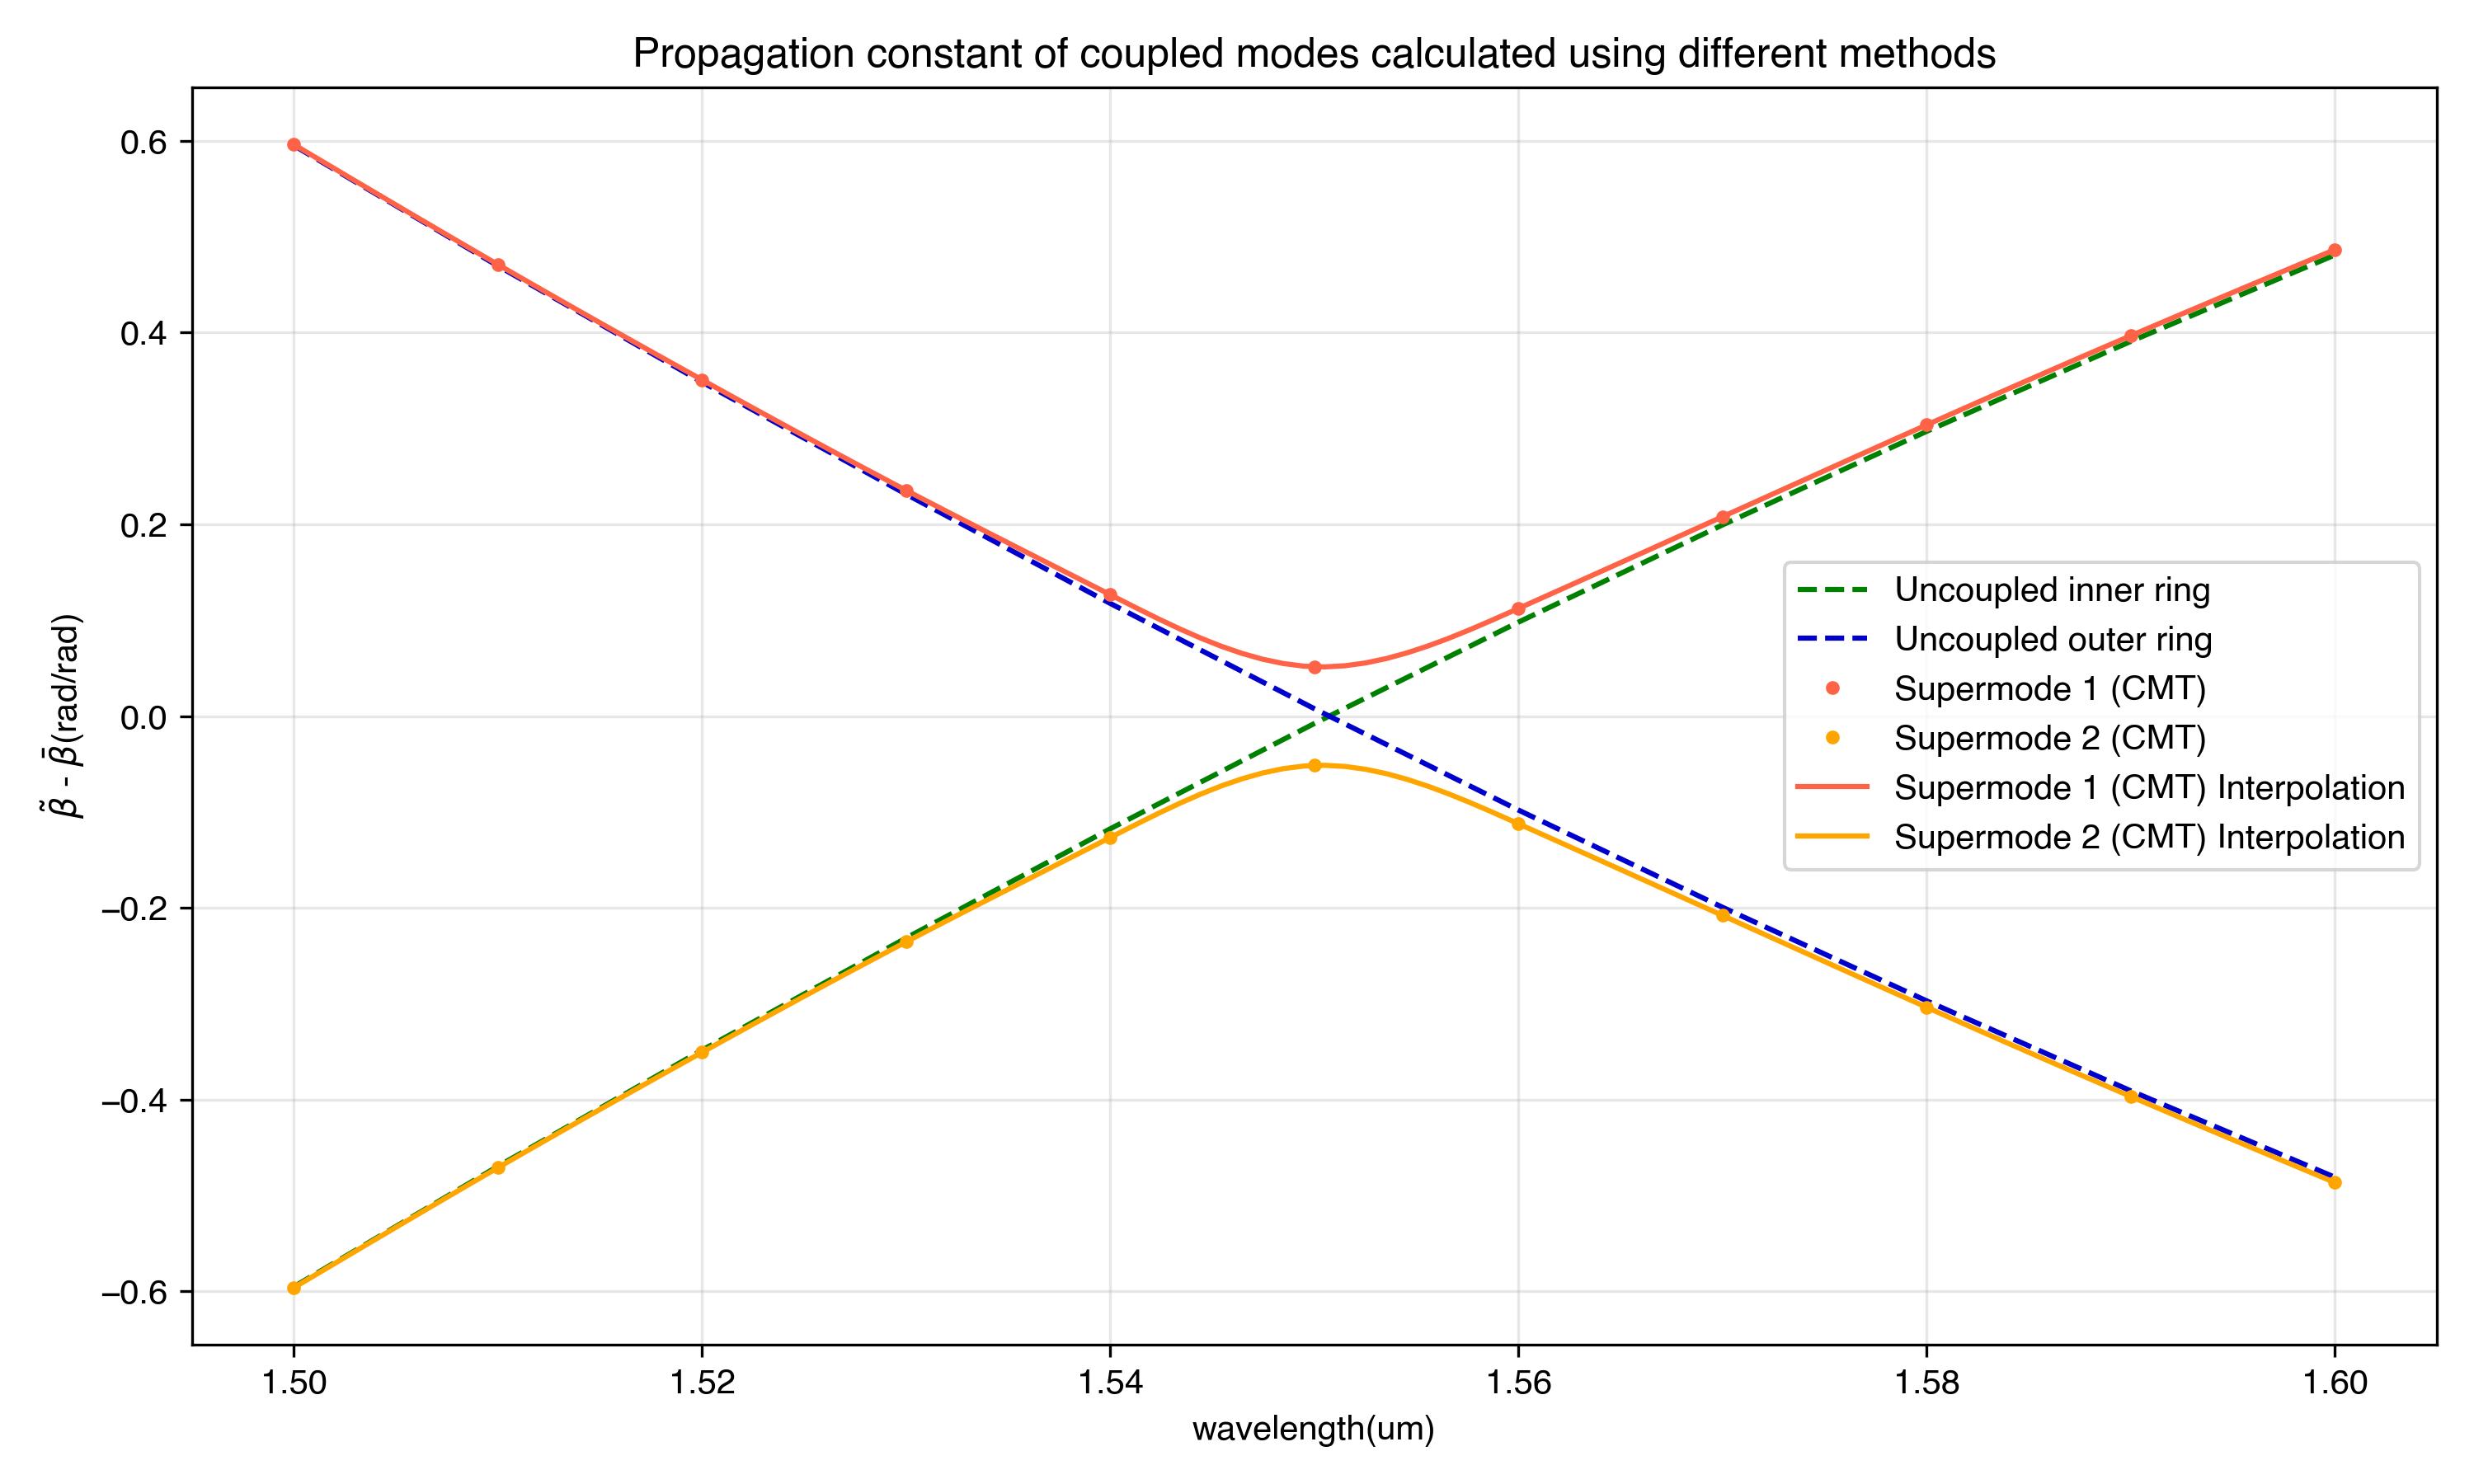 Propagation constant of coupled modes calculated using different methods
0.6
0.4
0.2
0.0
−0.2
−0.4
−0.6
β̃ - β̄(rad/rad)
Uncoupled inner ring
Uncoupled outer ring
Supermode 1 (CMT)
Supermode 2 (CMT)
Supermode 1 (CMT) Interpolation
Supermode 2 (CMT) Interpolation
1.50 1.52 1.54 1.56 1.58 1.60
wavelength(um)